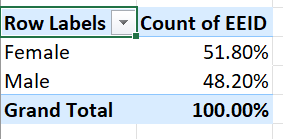 Row Labels Count of EEID
Female 51.80%
Male 48.20%
Grand Total 100.00%